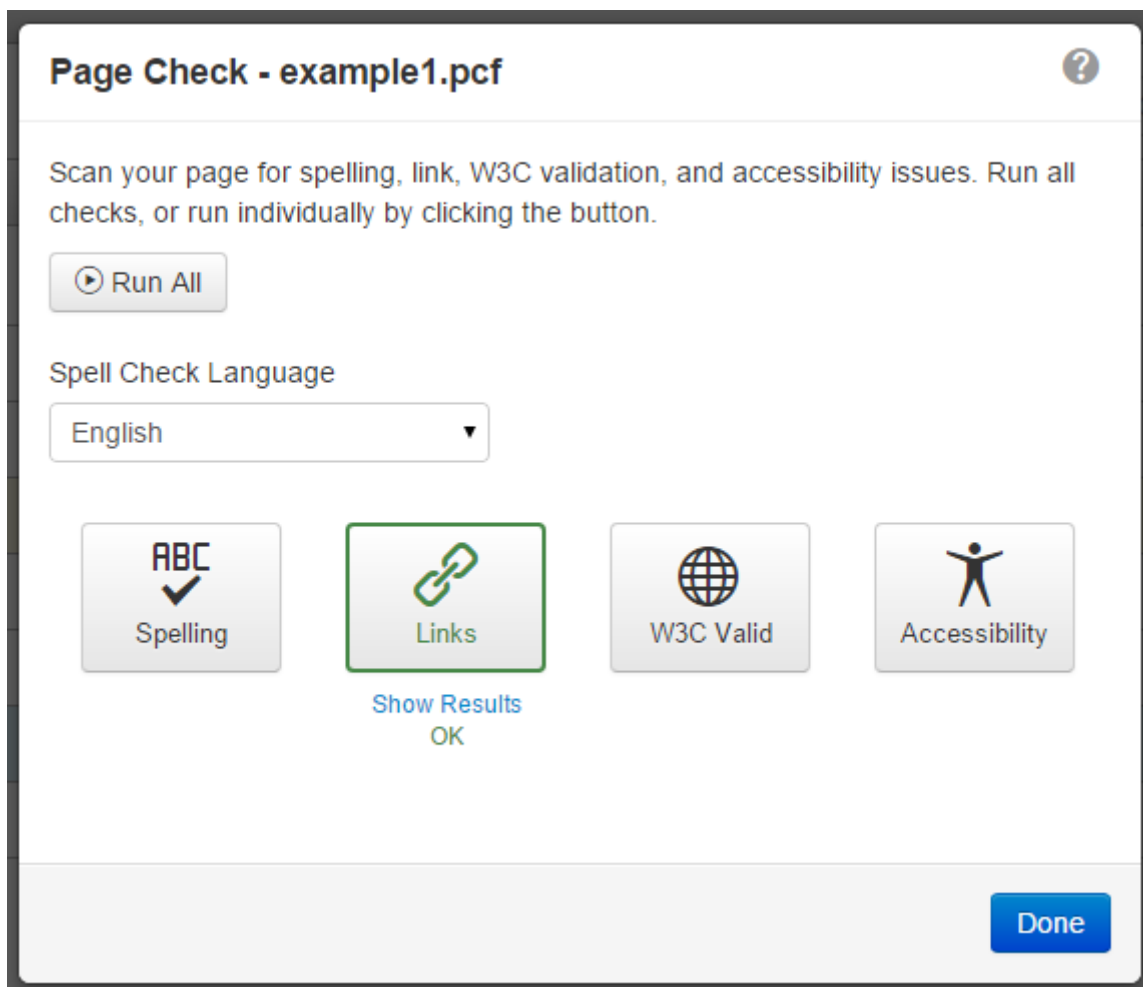 Page Check - example1.pcf
?
Scan your page for spelling, link, W3C validation, and accessibility issues. Run all
checks, or run individually by clicking the button.
Run All
Spell Check Language
English
ABC
Spelling
Links
W3C Valid
Accessibility
Show Results
OK
Done